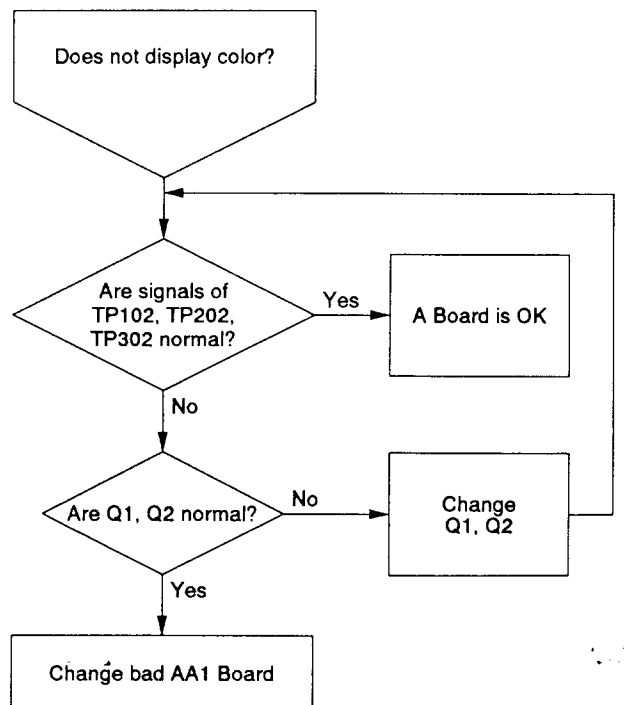 Does not display color?
Are signals of
TP102, TP202,
TP302 normal?
Yes
A Board is OK
No
Are Q1, Q2 normal?
No
Change
Q1, Q2
Yes
Change bad AA1 Board